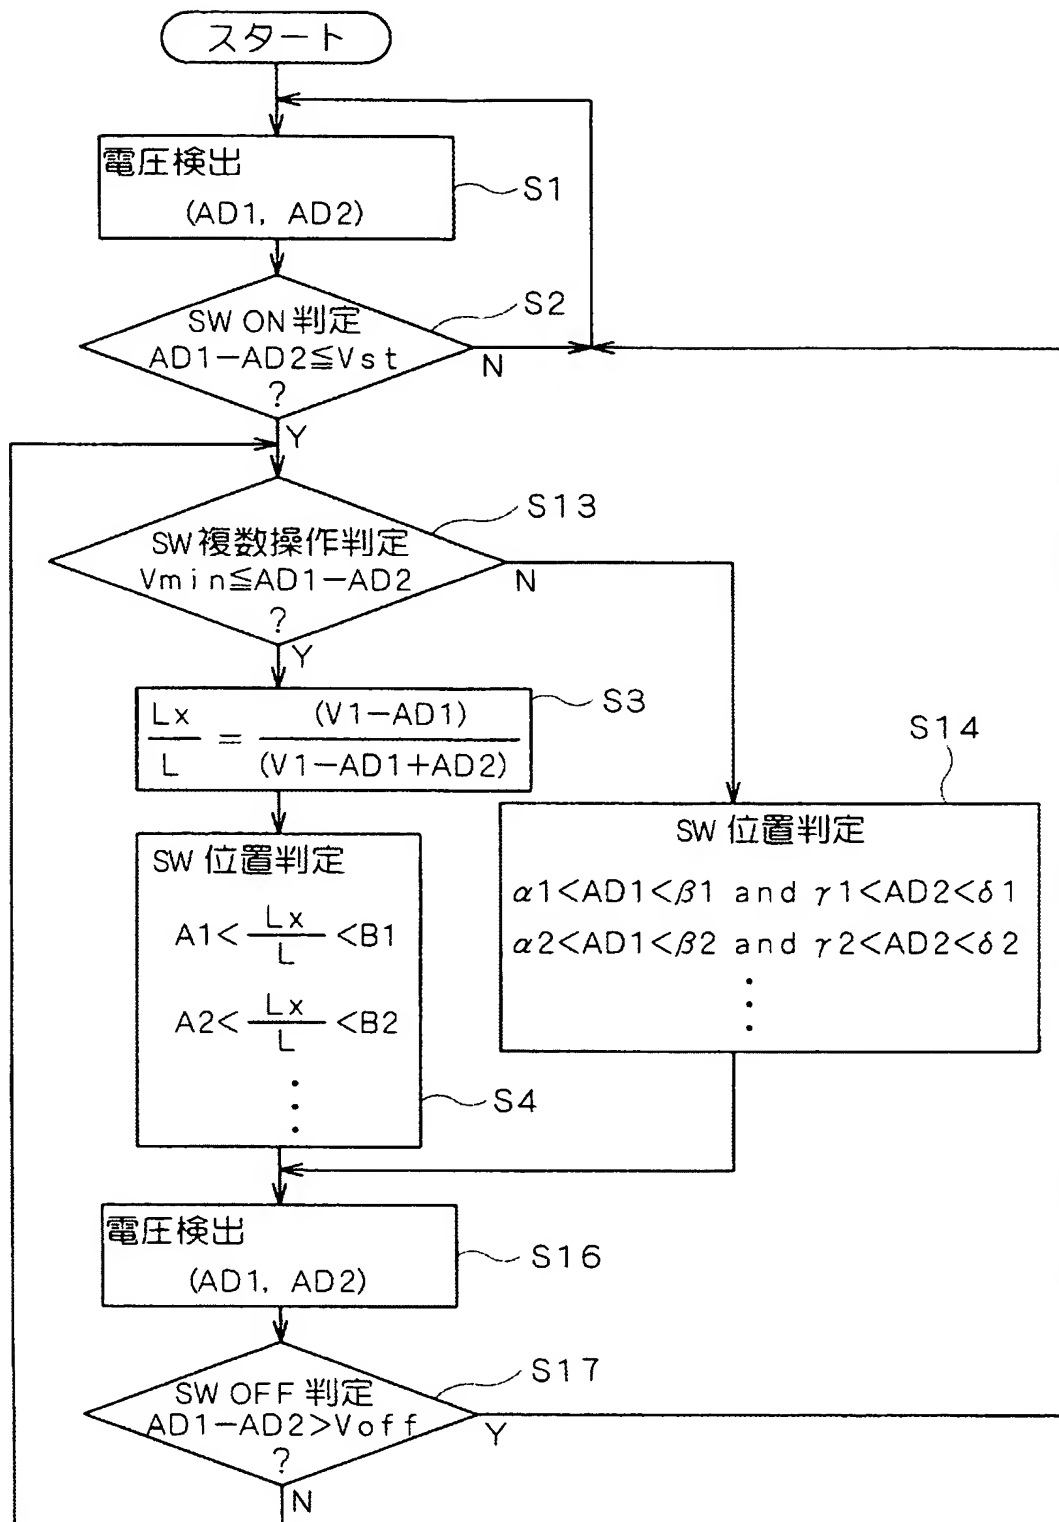 スタート
電圧検出
(AD1, AD2)
S1
SW ON 判定
AD1−AD2≦Vst
?
S2
N
Y
SW 複数操作判定
Vmin≦AD1−AD2
?
S13
N
Y
Lx
L
=
(V1−AD1)
(V1−AD1+AD2)
S3
SW 位置判定
A1< Lx/L <B1
A2< Lx/L <B2
⋮
S4
S14
SW 位置判定
α1<AD1<β1 and γ1<AD2<δ1
α2<AD1<β2 and γ2<AD2<δ2
⋮
電圧検出
(AD1, AD2)
S16
SW OFF 判定
AD1−AD2>Voff
?
S17
Y
N